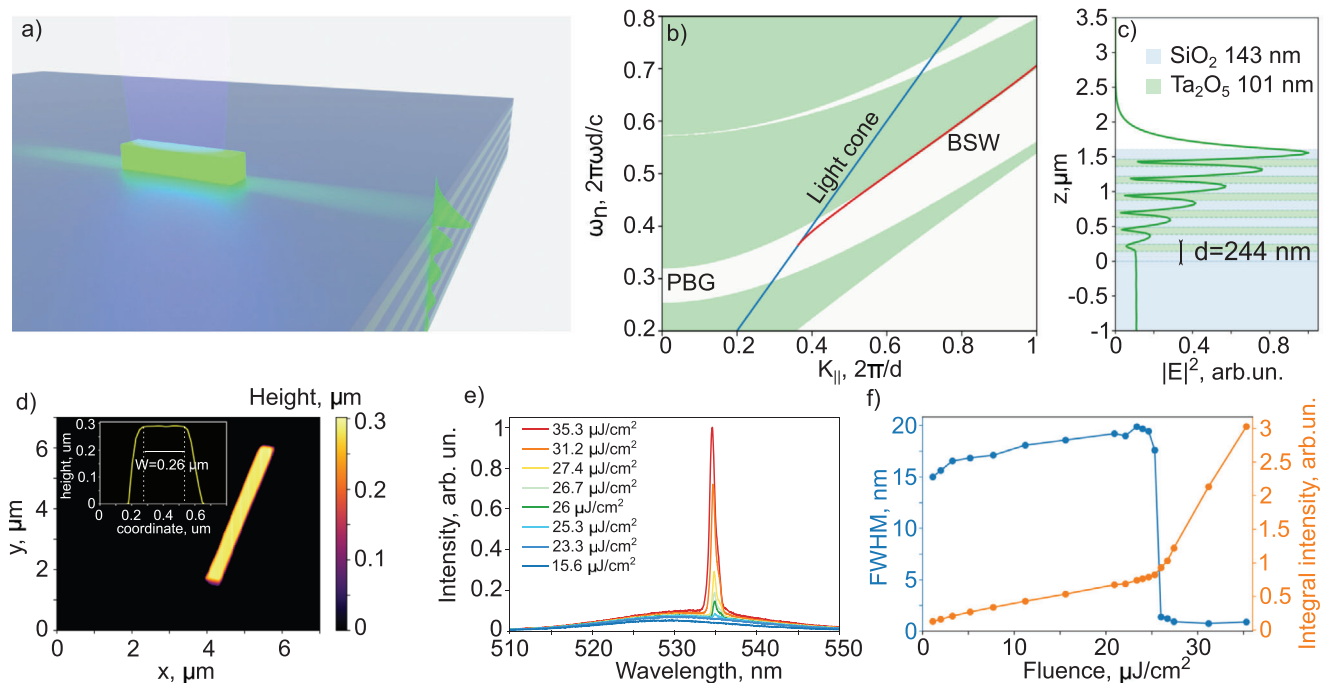 a)
b)
0.8
0.7
0.6
0.5
0.4
0.3
0.2
ωn, 2πωd/c
Light cone
BSW
PBG
0
0.2
0.4
0.6
0.8
1
K||, 2π/d
c)
3.5
3
2.5
2
1.5
1
0.5
0
-0.5
-1
z,μm
SiO2 143 nm
Ta2O5 101 nm
d=244 nm
0
0.4
0.8
|E|², arb.un.
d)
Height, μm
6
4
2
0
y, μm
0.3
0.2
0.1
0
height, um
W=0.26 μm
0
0.2
0.4
0.6
coordinate, um
0
2
4
6
x, μm
0.3
0.2
0.1
0
e)
1
0.8
0.6
0.4
0.2
0
Intensity, arb. un.
35.3 μJ/cm²
31.2 μJ/cm²
27.4 μJ/cm²
26.7 μJ/cm²
26 μJ/cm²
25.3 μJ/cm²
23.3 μJ/cm²
15.6 μJ/cm²
510
520
530
540
550
Wavelength, nm
f)
20
15
10
5
0
FWHM, nm
0
10
20
30
Fluence, μJ/cm²
3
2.5
2
1.5
1
0.5
0
Integral intensity, arb.un.